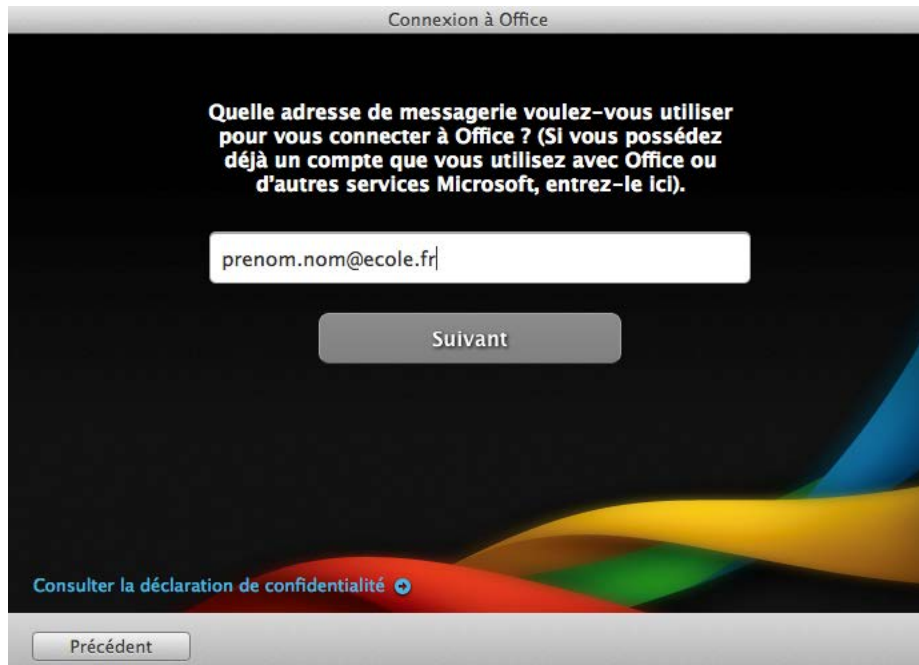 Connexion à Office
Quelle adresse de messagerie voulez-vous utiliser
pour vous connecter à Office ? (Si vous possédez
déjà un compte que vous utilisez avec Office ou
d'autres services Microsoft, entrez-le ici).
prenom.nom@ecole.fr
Suivant
Consulter la déclaration de confidentialité
Précédent